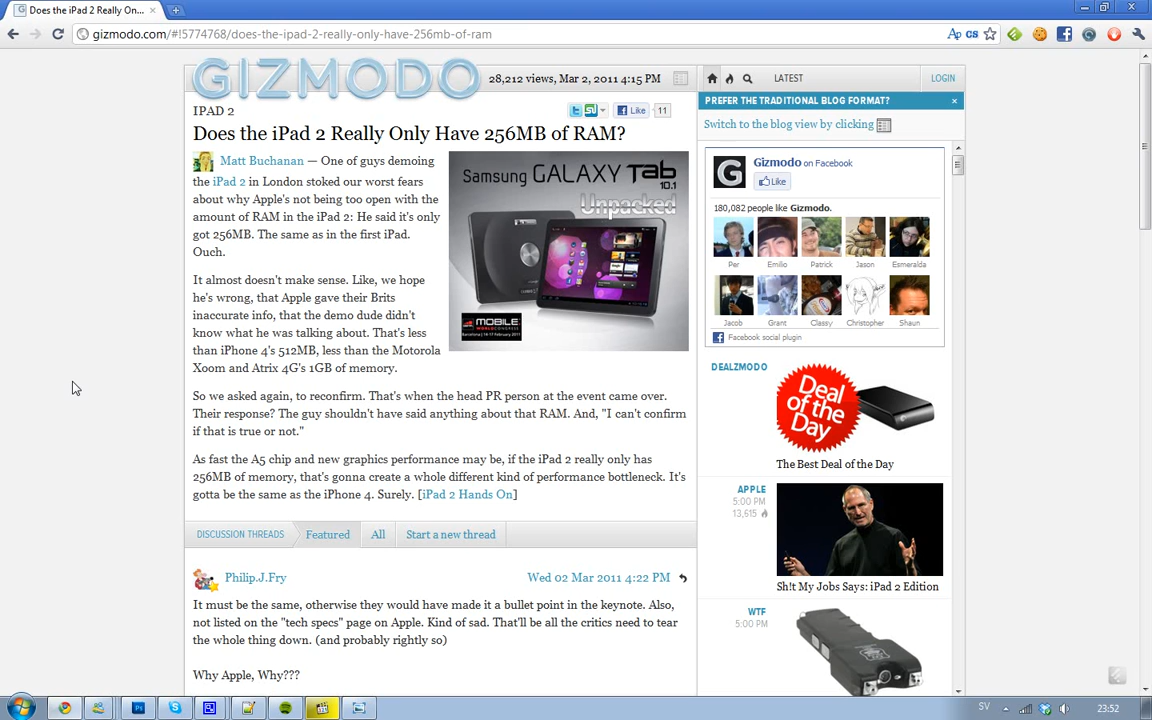 Does the iPad 2 Really On...
gizmodo.com/#!5774768/does-the-ipad-2-really-only-have-256mb-of-ram
GIZMODO
28,212 views, Mar 2, 2011 4:15 PM
LATEST
LOGIN
IPAD 2
Like
11
PREFER THE TRADITIONAL BLOG FORMAT?
Switch to the blog view by clicking
Does the iPad 2 Really Only Have 256MB of RAM?
Matt Buchanan — One of guys demoing
the iPad 2 in London stoked our worst fears
about why Apple's not being too open with the
amount of RAM in the iPad 2: He said it's only
got 256MB. The same as in the first iPad.
Ouch.
It almost doesn't make sense. Like, we hope
he's wrong, that Apple gave their Brits
inaccurate info, that the demo dude didn't
know what he was talking about. That's less
than iPhone 4's 512MB, less than the Motorola
Xoom and Atrix 4G's 1GB of memory.
Samsung GALAXY Tab
10.1
Unpacked
MOBILE
WORLD CONGRESS
So we asked again, to reconfirm. That's when the head PR person at the event came over.
Their response? The guy shouldn't have said anything about that RAM. And, "I can't confirm
if that is true or not."
As fast the A5 chip and new graphics performance may be, if the iPad 2 really only has
256MB of memory, that's gonna create a whole different kind of performance bottleneck. It's
gotta be the same as the iPhone 4. Surely. [iPad 2 Hands On]
DISCUSSION THREADS
Featured
All
Start a new thread
Philip.J.Fry
Wed 02 Mar 2011 4:22 PM
It must be the same, otherwise they would have made it a bullet point in the keynote. Also,
not listed on the "tech specs" page on Apple. Kind of sad. That'll be all the critics need to tear
the whole thing down. (and probably rightly so)
Why Apple, Why???
Gizmodo on Facebook
Like
180,082 people like Gizmodo.
Per
Emilio
Patrick
Jason
Esmeralda
Jacob
Grant
Classy
Christopher
Shaun
Facebook social plugin
DEALZMODO
Deal
of the
Day
The Best Deal of the Day
APPLE
5:00 PM
13,615
Sh!t My Jobs Says: iPad 2 Edition
WTF
5:00 PM
SV
23:52